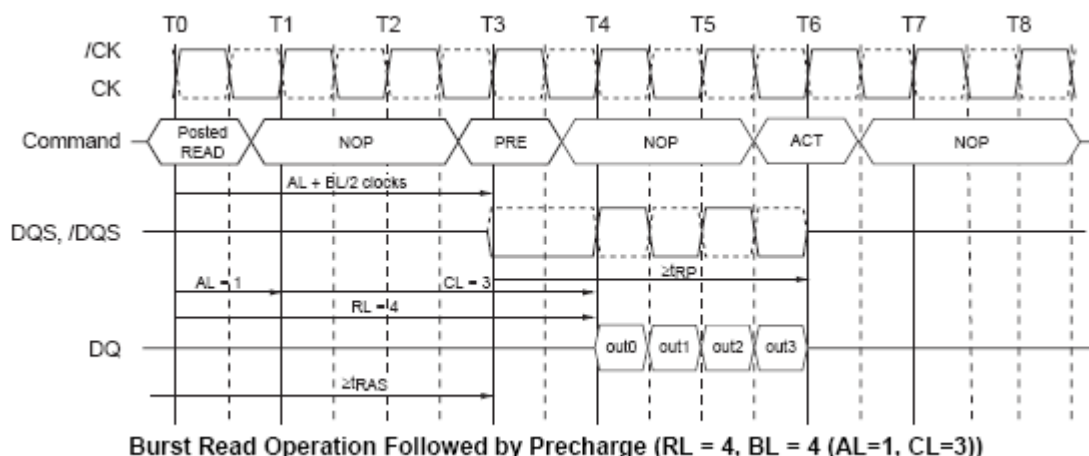 T0 T1 T2 T3 T4 T5 T6 T7 T8
/CK
CK
Command
Posted
READ
NOP PRE NOP ACT NOP
AL + BL/2 clocks
DQS, /DQS
≥tRP
AL = 1 CL = 3
RL = 4
DQ out0 out1 out2 out3
≥tRAS
Burst Read Operation Followed by Precharge (RL = 4, BL = 4 (AL=1, CL=3))